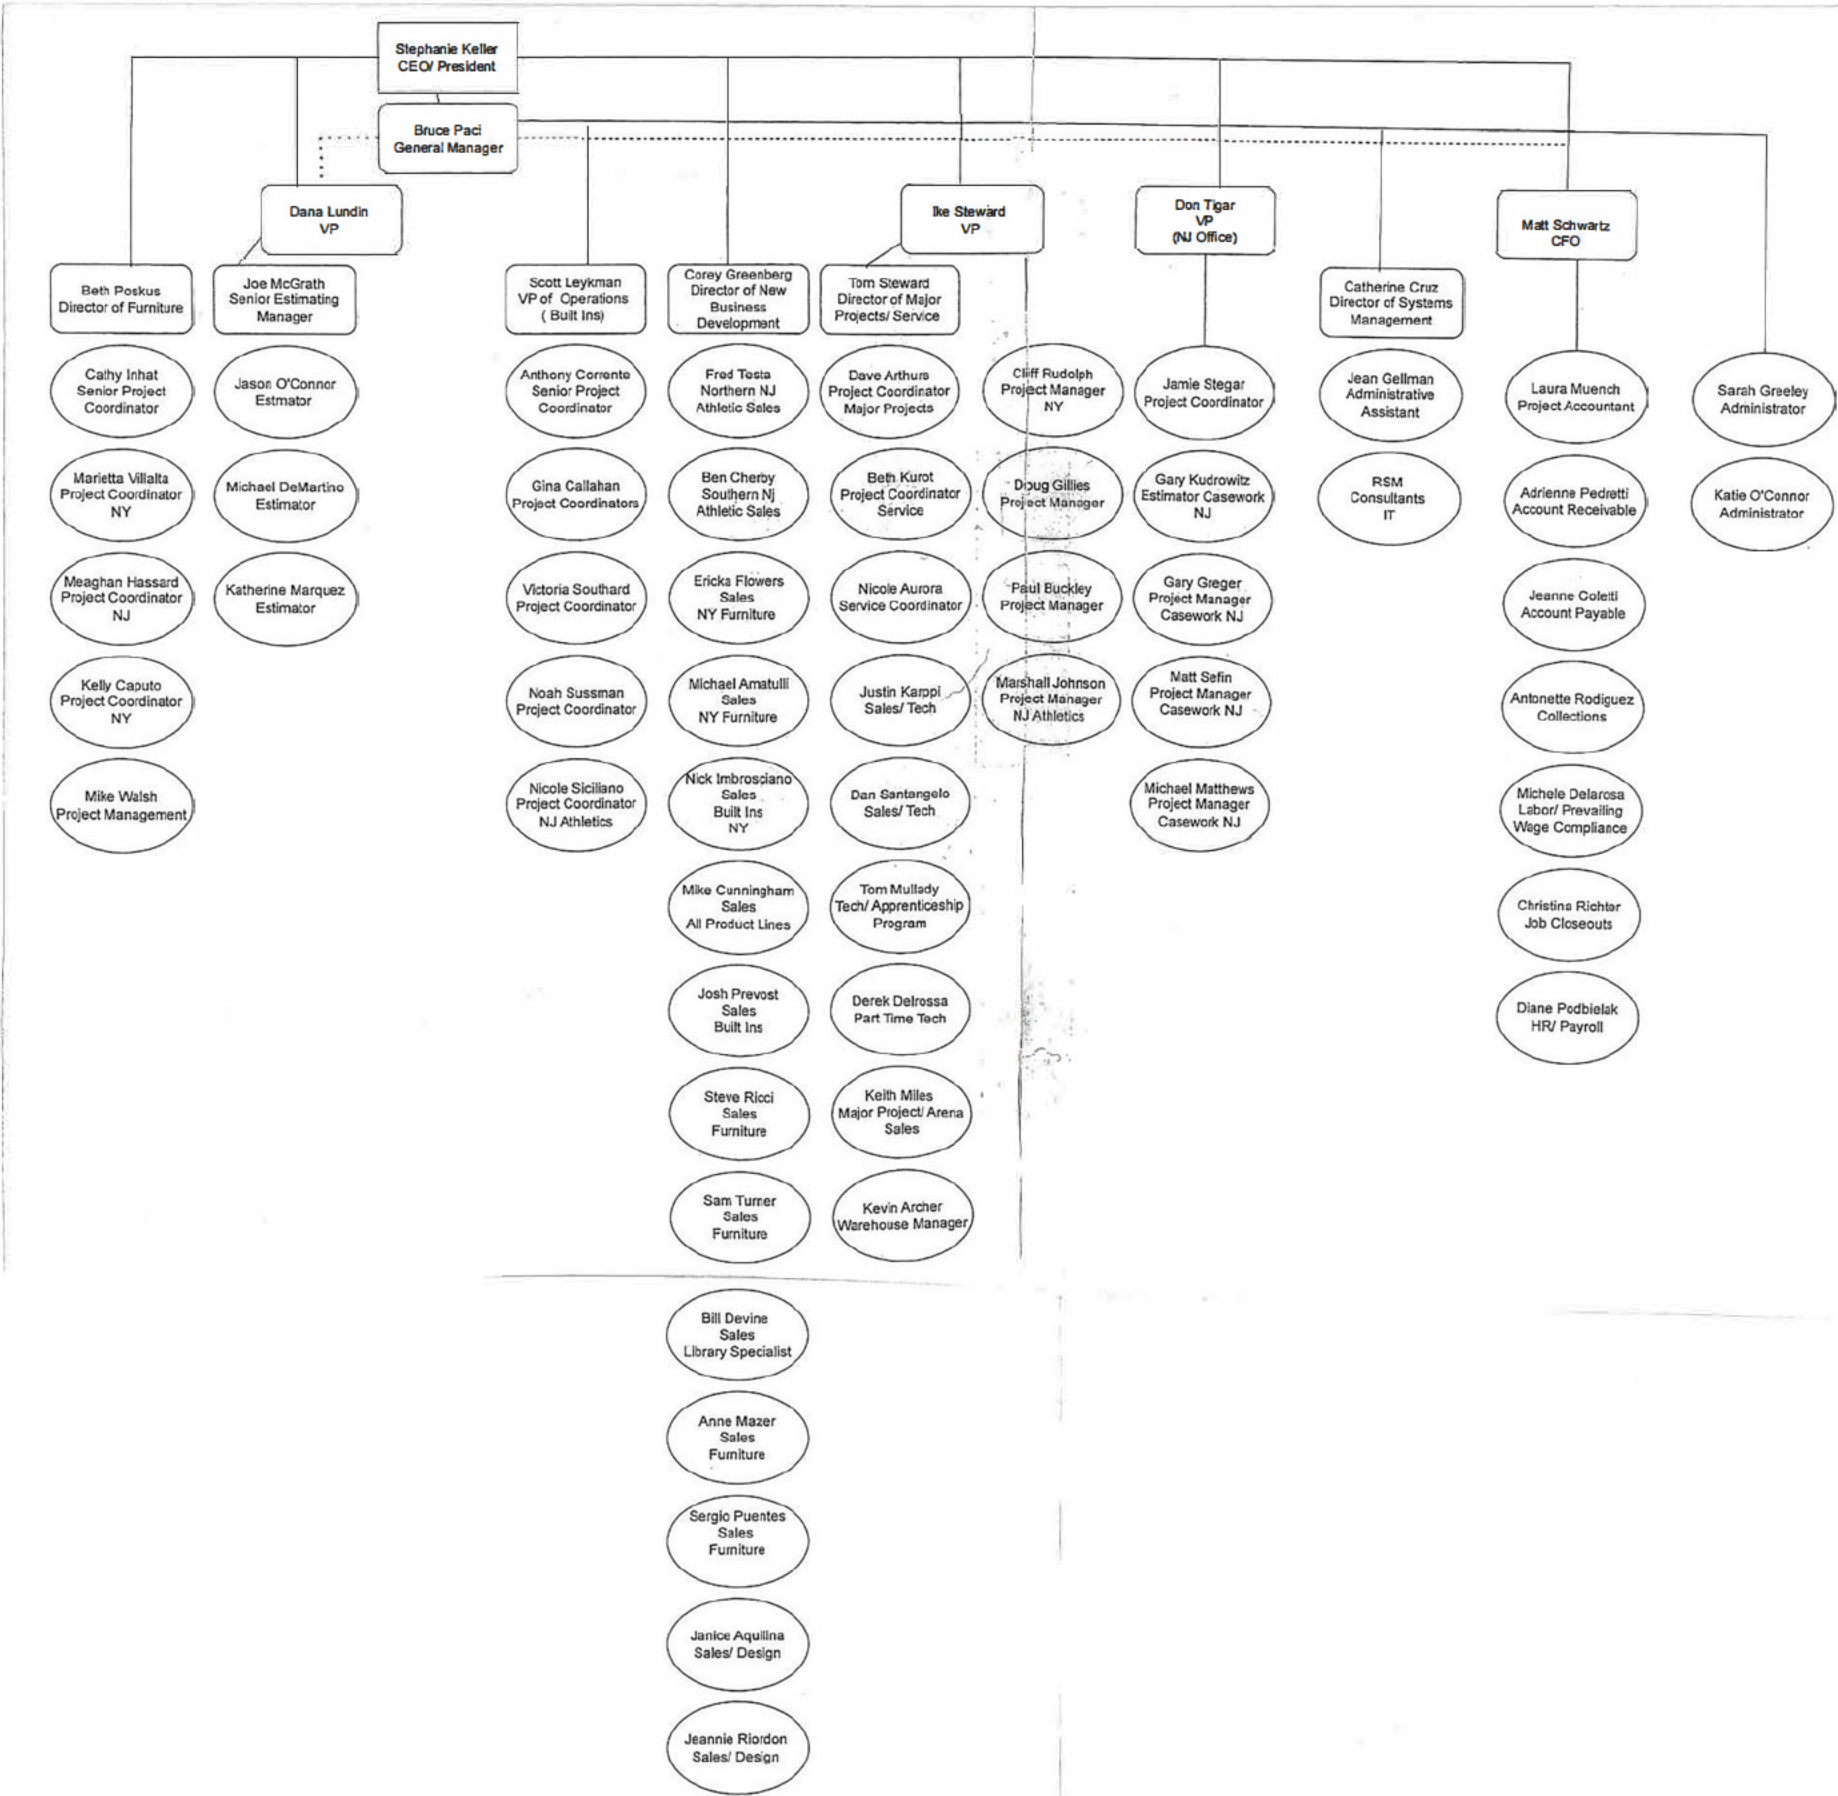 Stephanie Keller
CEO/ President
Bruce Paci
General Manager
Dana Lundin
VP
Ike Steward
VP
Don Tigar
VP
(NJ Office)
Matt Schwartz
CFO
Beth Poskus
Director of Furniture
Joe McGrath
Senior Estimating
Manager
Scott Leykman
VP of Operations
( Built Ins)
Corey Greenberg
Director of New
Business
Development
Tom Steward
Director of Major
Projects/ Service
Catherine Cruz
Director of Systems
Management
Cathy Inhat
Senior Project
Coordinator
Marietta Villalta
Project Coordinator
NY
Meaghan Hassard
Project Coordinator
NJ
Kelly Caputo
Project Coordinator
NY
Mike Walsh
Project Management
Jason O'Connor
Estmator
Michael DeMartino
Estimator
Katherine Marquez
Estimator
Anthony Corrente
Senior Project
Coordinator
Gina Callahan
Project Coordinators
Victoria Southard
Project Coordinator
Noah Sussman
Project Coordinator
Nicole Siciliano
Project Coordinator
NJ Athletics
Fred Testa
Northern NJ
Athletic Sales
Ben Cherby
Southern Nj
Athletic Sales
Ericka Flowers
Sales
NY Furniture
Michael Amatulli
Sales
NY Furniture
Nick Imbrosciano
Sales
Built Ins
NY
Mike Cunningham
Sales
All Product Lines
Josh Prevost
Sales
Built Ins
Steve Ricci
Sales
Furniture
Sam Turner
Sales
Furniture
Bill Devine
Sales
Library Specialist
Anne Mazer
Sales
Furniture
Sergio Puentes
Sales
Furniture
Janice Aquilina
Sales/ Design
Jeannie Riordon
Sales/ Design
Dave Arthurs
Project Coordinator
Major Projects
Beth Kurot
Project Coordinator
Service
Nicole Aurora
Service Coordinator
Justin Karppi
Sales/ Tech
Dan Santangelo
Sales/ Tech
Tom Mullady
Tech/ Apprenticeship
Program
Derek Delrossa
Part Time Tech
Keith Miles
Major Project/ Arena
Sales
Kevin Archer
Warehouse Manager
Cliff Rudolph
Project Manager
NY
Doug Gillies
Project Manager
Paul Buckley
Project Manager
Marshall Johnson
Project Manager
NJ Athletics
Jamie Stegar
Project Coordinator
Gary Kudrowitz
Estimator Casework
NJ
Gary Greger
Project Manager
Casework NJ
Matt Sefin
Project Manager
Casework NJ
Michael Matthews
Project Manager
Casework NJ
Jean Gellman
Administrative
Assistant
RSM
Consultants
IT
Laura Muench
Project Accountant
Adrienne Pedretti
Account Receivable
Jeanne Coletti
Account Payable
Antonette Rodiguez
Collections
Michele Delarosa
Labor/ Prevailing
Wage Compliance
Christina Richter
Job Closeouts
Diane Podbielak
HR/ Payroll
Sarah Greeley
Administrator
Katie O'Connor
Administrator